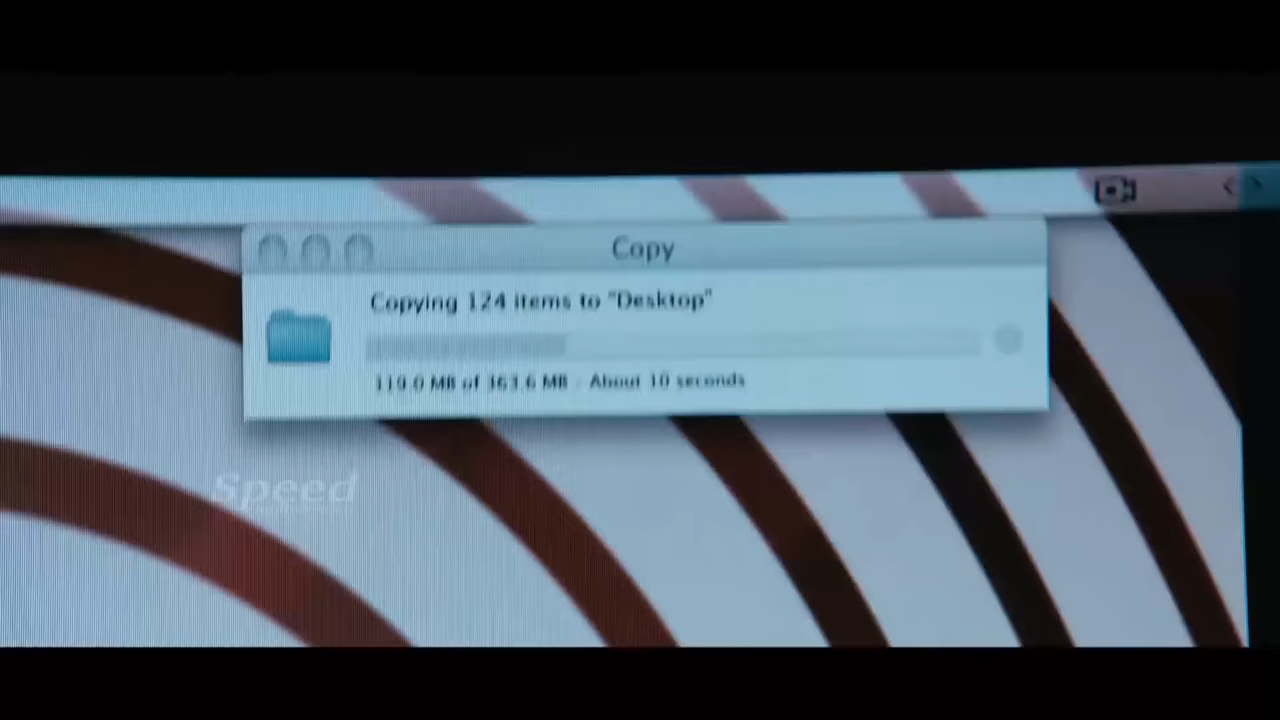 Copy
Copying 124 items to "Desktop"
119.0 MB of 363.6 MB - About 10 seconds
Speed